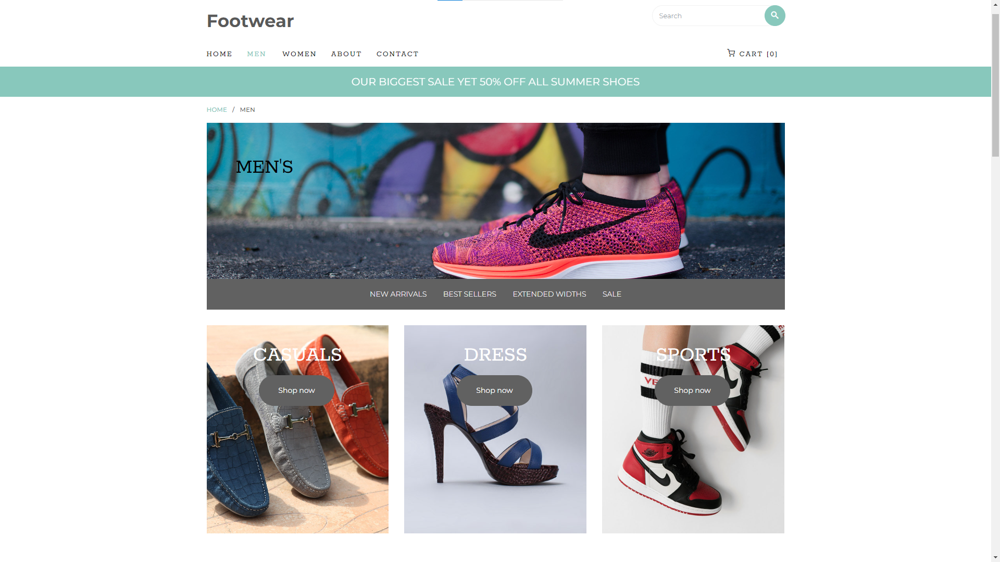 Footwear
Search
HOME MEN WOMEN ABOUT CONTACT CART [0]
OUR BIGGEST SALE YET 50% OFF ALL SUMMER SHOES
HOME / MEN
MEN'S
NEW ARRIVALS BEST SELLERS EXTENDED WIDTHS SALE
CASUALS DRESS SPORTS
Shop now Shop now Shop now